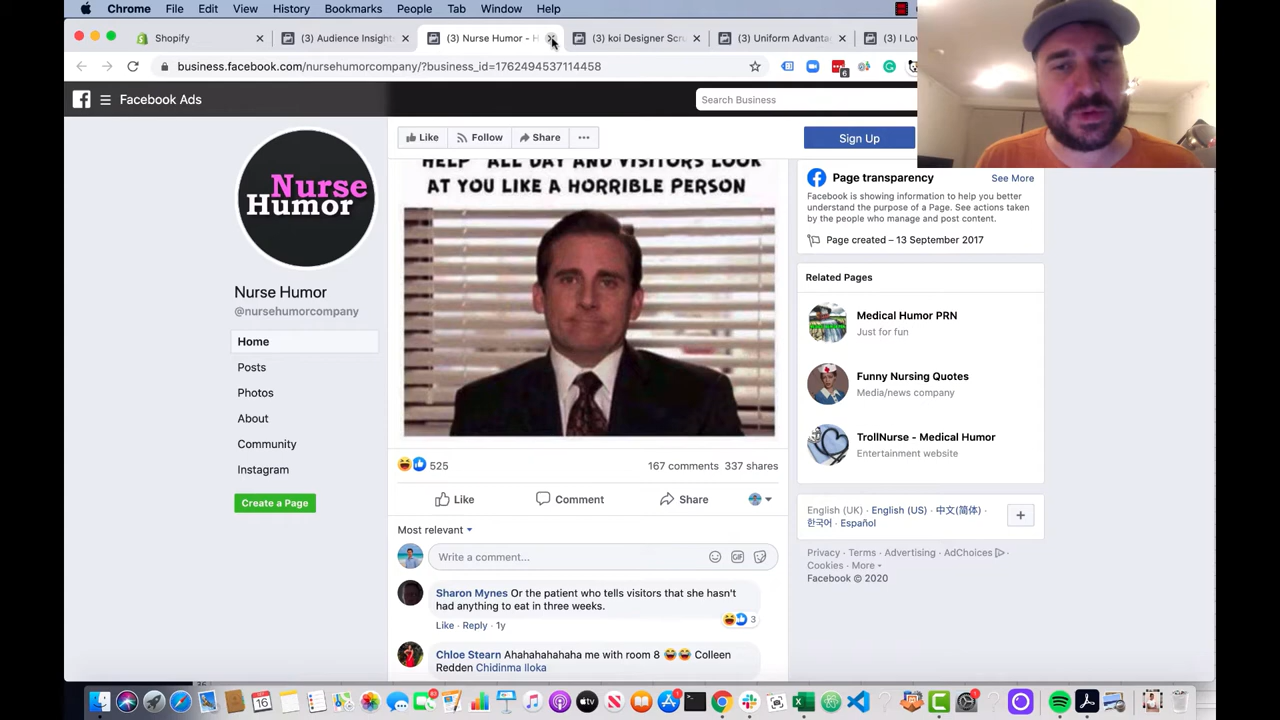 Chrome File Edit View History Bookmarks People Tab Window Help
Shopify
(3) Audience Insights
(3) Nurse Humor - H
(3) koi Designer Scru
(3) Uniform Advanta
(3) I Lov
business.facebook.com/nursehumorcompany/?business_id=1762494537114458
6
Facebook Ads
Search Business
Like Follow Share ...
Sign Up
Nurse Humor
Nurse Humor
@nursehumorcompany
Home
Posts
Photos
About
Community
Instagram
Create a Page
HELP" ALL DAY AND VISITORS LOOK
AT YOU LIKE A HORRIBLE PERSON
525
167 comments 337 shares
Like Comment Share
Most relevant
Write a comment...
GIF
Sharon Mynes Or the patient who tells visitors that she hasn't
had anything to eat in three weeks.
3
Like · Reply · 1y
Chloe Stearn Ahahahahahaha me with room 8 😂😂 Colleen
Redden Chidinma Iloka
Page transparency See More
Facebook is showing information to help you better
understand the purpose of a Page. See actions taken
by the people who manage and post content.
Page created – 13 September 2017
Related Pages
Medical Humor PRN
Just for fun
Funny Nursing Quotes
Media/news company
TrollNurse - Medical Humor
Entertainment website
English (UK) · English (US) · 中文(简体) ·
한국어 · Español
Privacy · Terms · Advertising · AdChoices ·
Cookies · More
Facebook © 2020
16